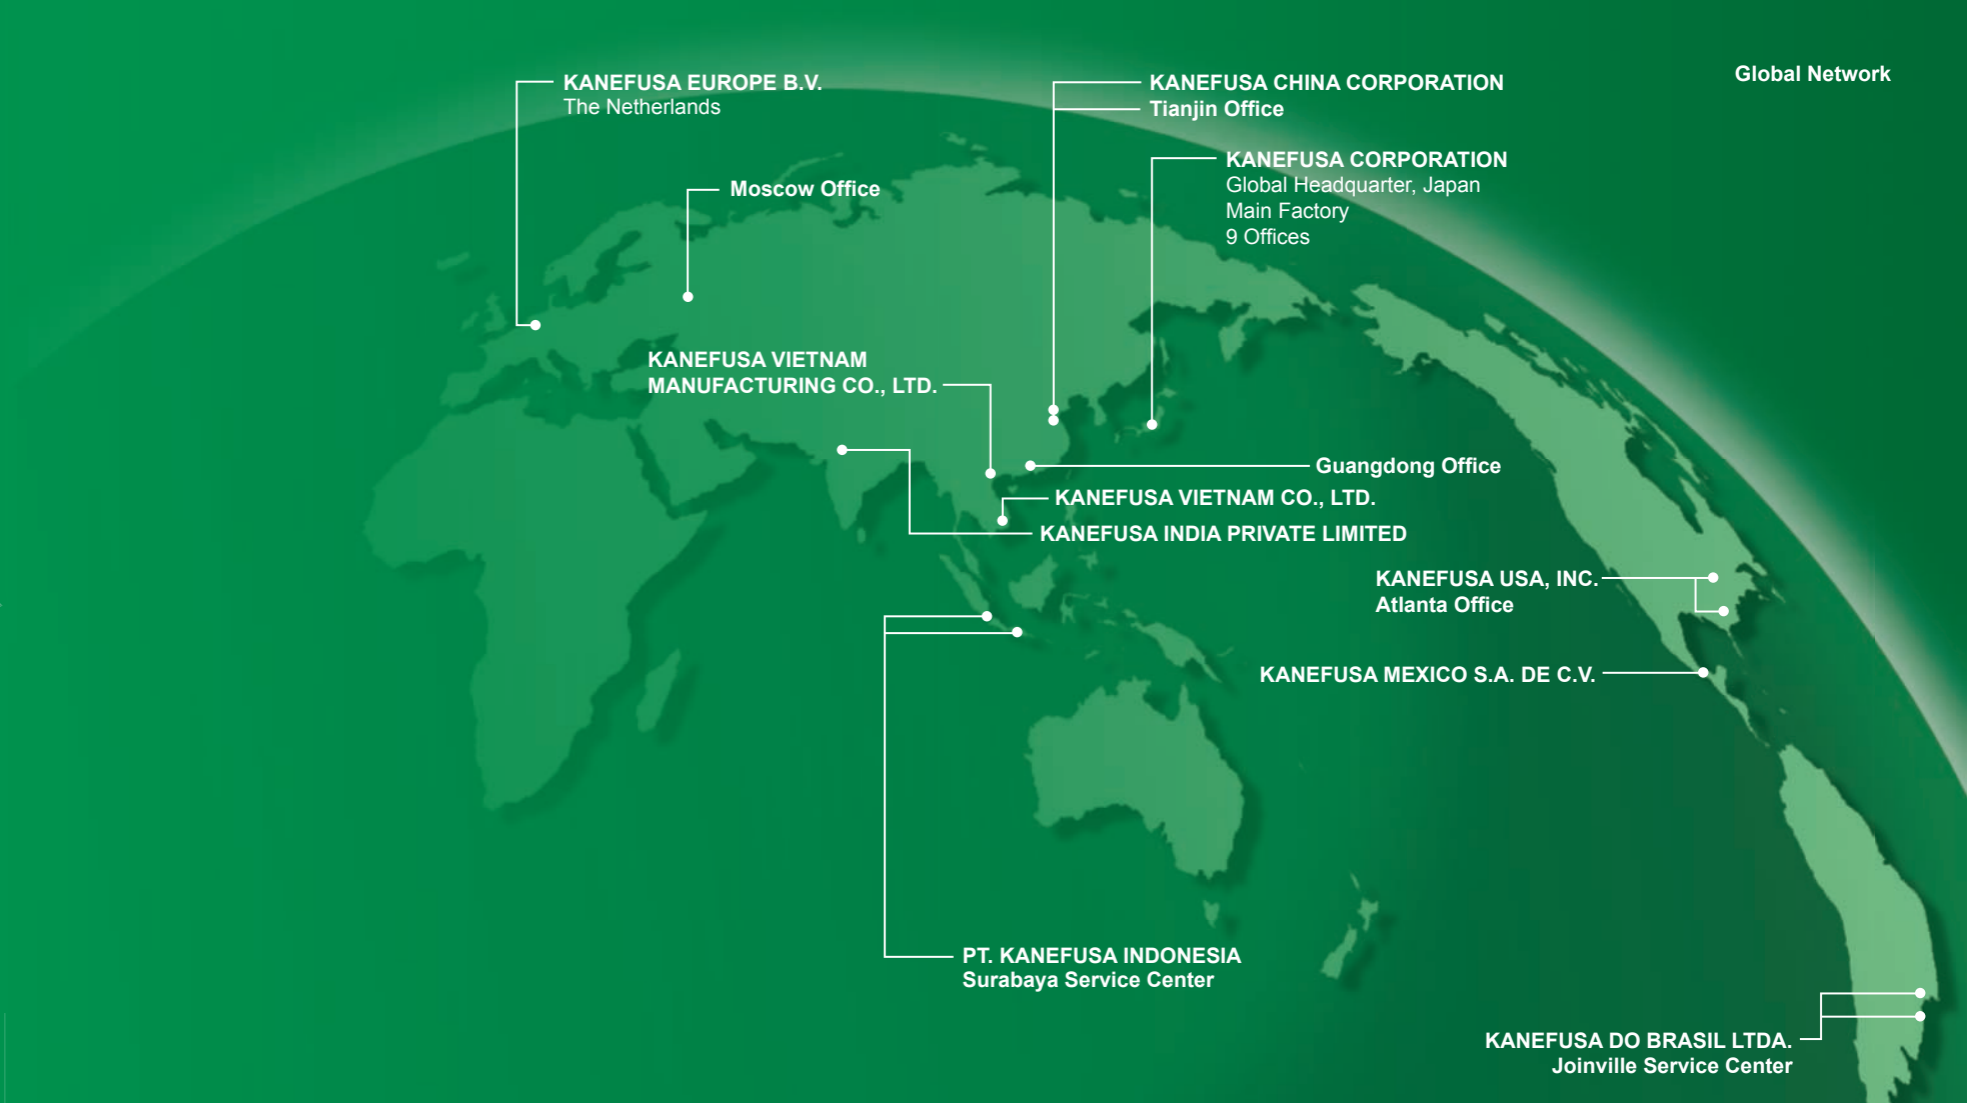 Global Network
KANEFUSA EUROPE B.V.
The Netherlands
KANEFUSA CHINA CORPORATION
Tianjin Office
KANEFUSA CORPORATION
Global Headquarter, Japan
Main Factory
9 Offices
Moscow Office
KANEFUSA VIETNAM
MANUFACTURING CO., LTD.
Guangdong Office
KANEFUSA VIETNAM CO., LTD.
KANEFUSA INDIA PRIVATE LIMITED
KANEFUSA USA, INC.
Atlanta Office
KANEFUSA MEXICO S.A. DE C.V.
PT. KANEFUSA INDONESIA
Surabaya Service Center
KANEFUSA DO BRASIL LTDA.
Joinville Service Center